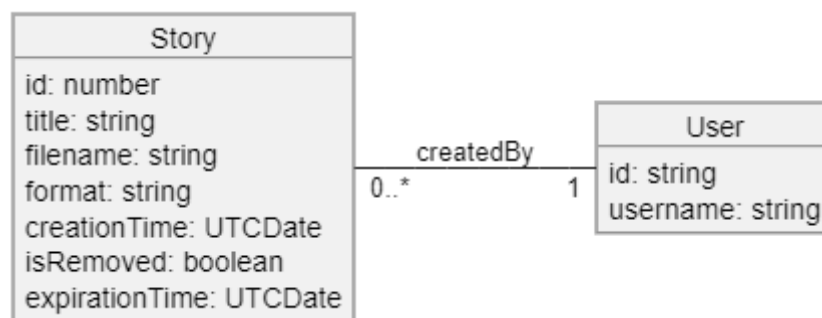 Story
id: number
title: string
filename: string
format: string
creationTime: UTCDate
isRemoved: boolean
expirationTime: UTCDate
createdBy
0..*
1
User
id: string
username: string